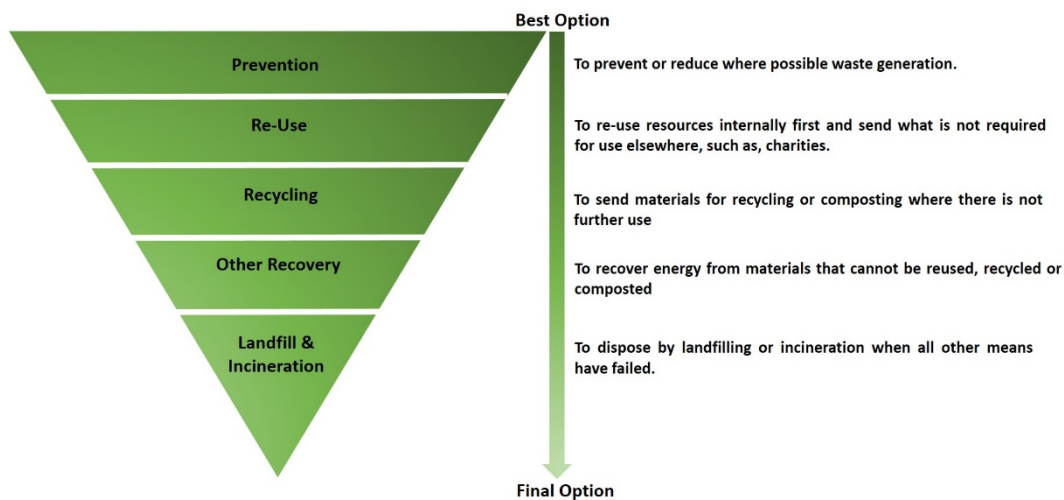 Best Option
Prevention
To prevent or reduce where possible waste generation.
Re-Use
To re-use resources internally first and send what is not required
for use elsewhere, such as, charities.
Recycling
To send materials for recycling or composting where there is not
further use
Other Recovery
To recover energy from materials that cannot be reused, recycled or
composted
Landfill &
Incineration
To dispose by landfilling or incineration when all other means
have failed.
Final Option